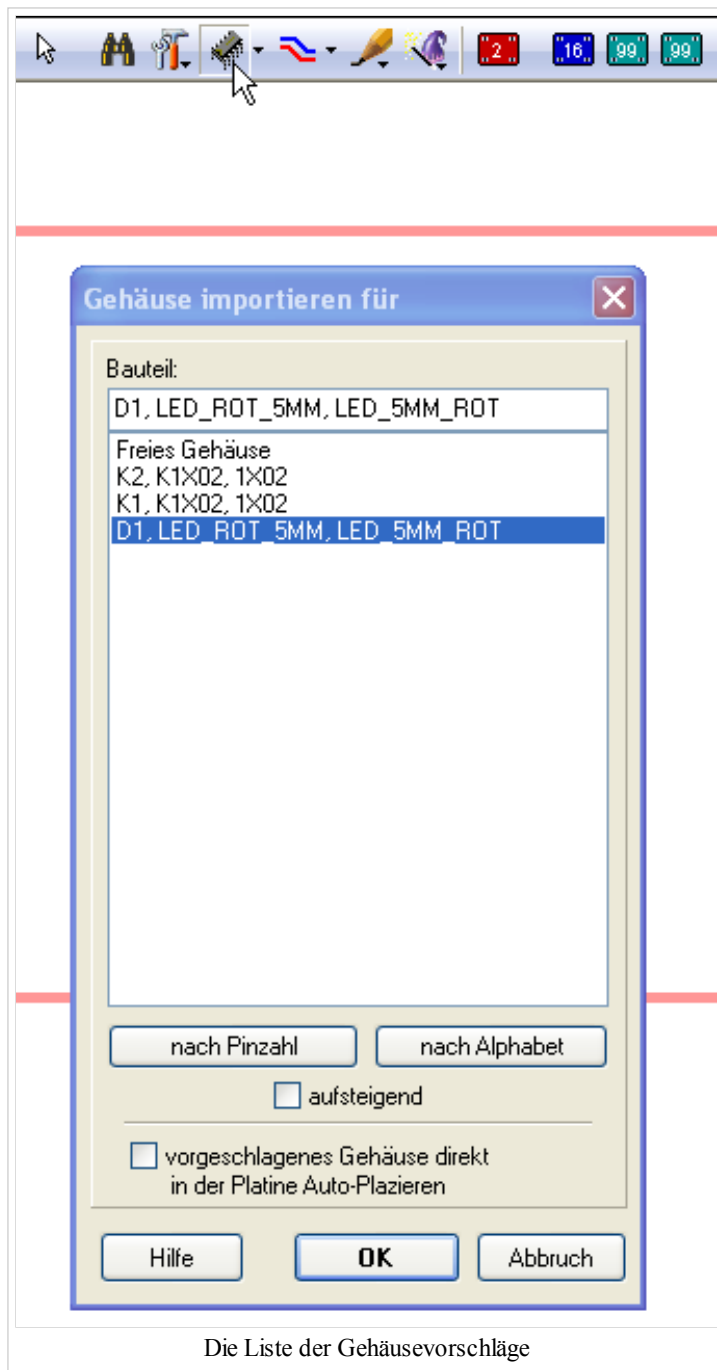 2 16 99 99
Gehäuse importieren für
Bauteil:
D1, LED_ROT_5MM, LED_5MM_ROT
Freies Gehäuse
K2, K1X02, 1X02
K1, K1X02, 1X02
D1, LED_ROT_5MM, LED_5MM_ROT
nach Pinzahl nach Alphabet
aufsteigend
vorgeschlagenes Gehäuse direkt
in der Platine Auto-Plazieren
Hilfe OK Abbruch
Die Liste der Gehäusevorschläge